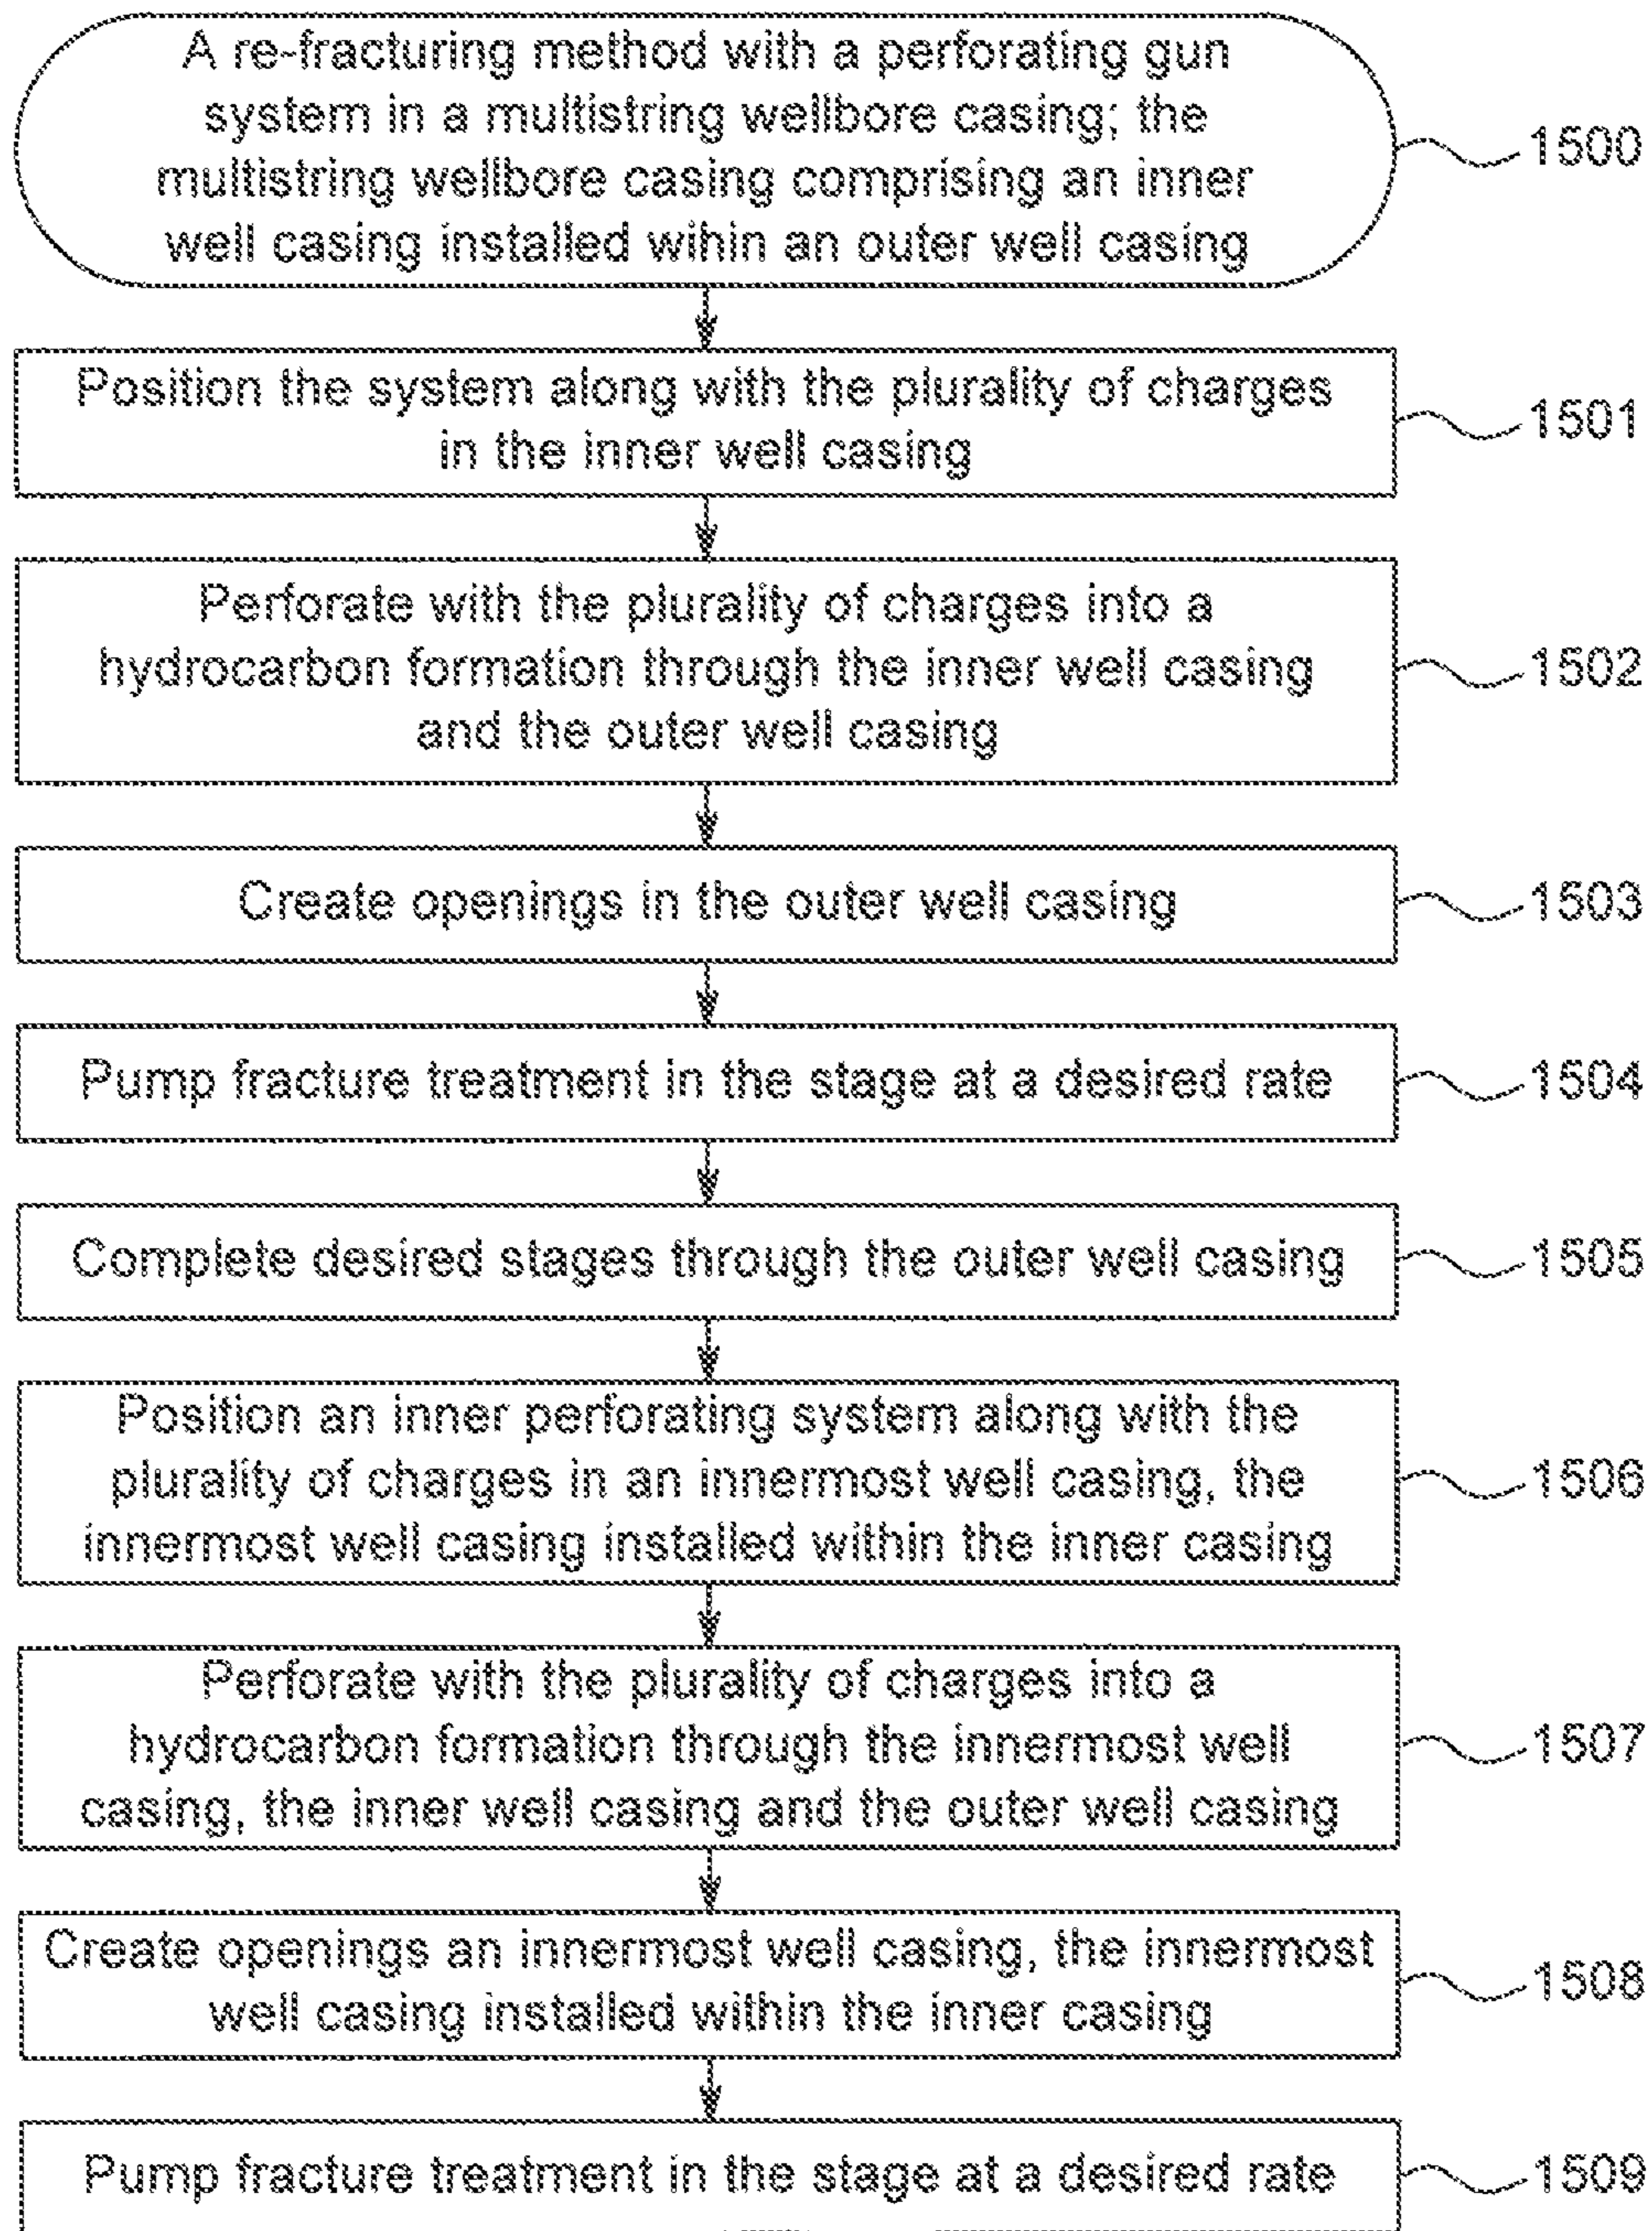 A re-fracturing method with a perforating gun
system in a multistring wellbore casing; the
multistring wellbore casing comprising an inner
well casing installed wihin an outer well casing
1500
Position the system along with the plurality of charges
in the inner well casing
1501
Perforate with the plurality of charges into a
hydrocarbon formation through the inner well casing
and the outer well casing
1502
Create openings in the outer well casing
1503
Pump fracture treatment in the stage at a desired rate
1504
Complete desired stages through the outer well casing
1505
Position an inner perforating system along with the
plurality of charges in an innermost well casing, the
innermost well casing installed within the inner casing
1506
Perforate with the plurality of charges into a
hydrocarbon formation through the innermost well
casing, the inner well casing and the outer well casing
1507
Create openings an innermost well casing, the innermost
well casing installed within the inner casing
1508
Pump fracture treatment in the stage at a desired rate
1509